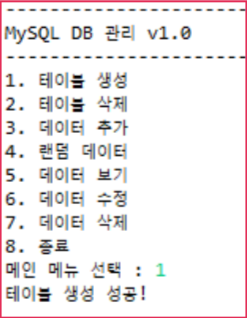 --------------------
MySQL DB 관리 v1.0
--------------------
1. 테이블 생성
2. 테이블 삭제
3. 데이터 추가
4. 랜덤 데이터
5. 데이터 보기
6. 데이터 수정
7. 데이터 삭제
8. 종료
메인 메뉴 선택 : 1
테이블 생성 성공!